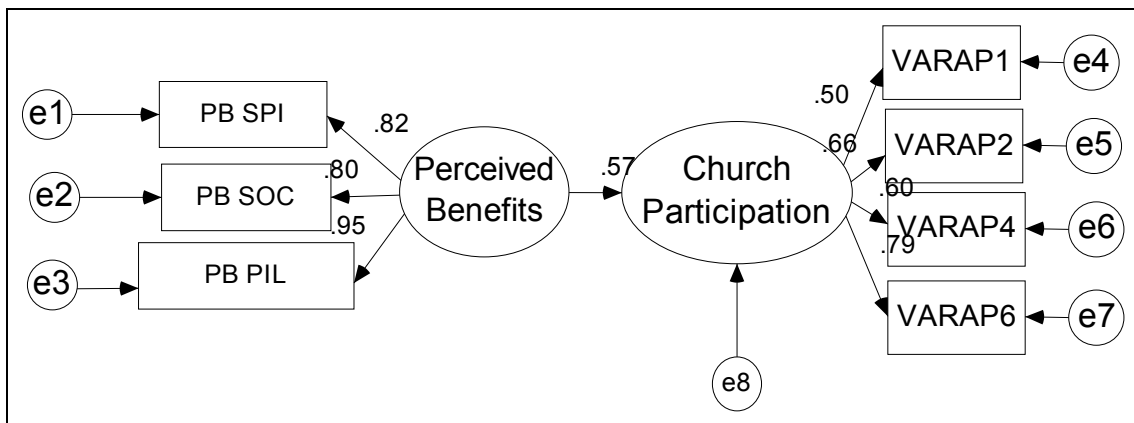 e1
PB SPI
.82
e2
PB SOC
.80
e3
PB PIL
.95
Perceived
Benefits
.57
Church
Participation
e8
.50
VARAP1
e4
.66
VARAP2
e5
.60
VARAP4
e6
.79
VARAP6
e7